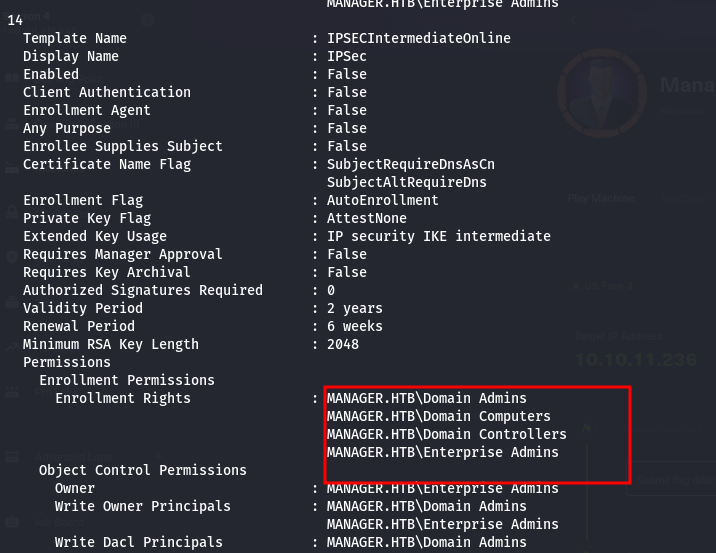 MANAGER.HTB\Enterprise Admins
14
Template Name : IPSECIntermediateOnline
Display Name : IPSec
Enabled : False
Client Authentication : False
Enrollment Agent : False
Any Purpose : False
Enrollee Supplies Subject : False
Certificate Name Flag : SubjectRequireDnsAsCn
SubjectAltRequireDns
Enrollment Flag : AutoEnrollment
Private Key Flag : AttestNone
Extended Key Usage : IP security IKE intermediate
Requires Manager Approval : False
Requires Key Archival : False
Authorized Signatures Required : 0
Validity Period : 2 years
Renewal Period : 6 weeks
Minimum RSA Key Length : 2048
Permissions
Enrollment Permissions
Enrollment Rights : MANAGER.HTB\Domain Admins
MANAGER.HTB\Domain Computers
MANAGER.HTB\Domain Controllers
MANAGER.HTB\Enterprise Admins
Object Control Permissions
Owner : MANAGER.HTB\Enterprise Admins
Write Owner Principals : MANAGER.HTB\Domain Admins
MANAGER.HTB\Enterprise Admins
Write Dacl Principals : MANAGER.HTB\Domain Admins
Mana
Play Machine
Target IP Address
10.10.11.236